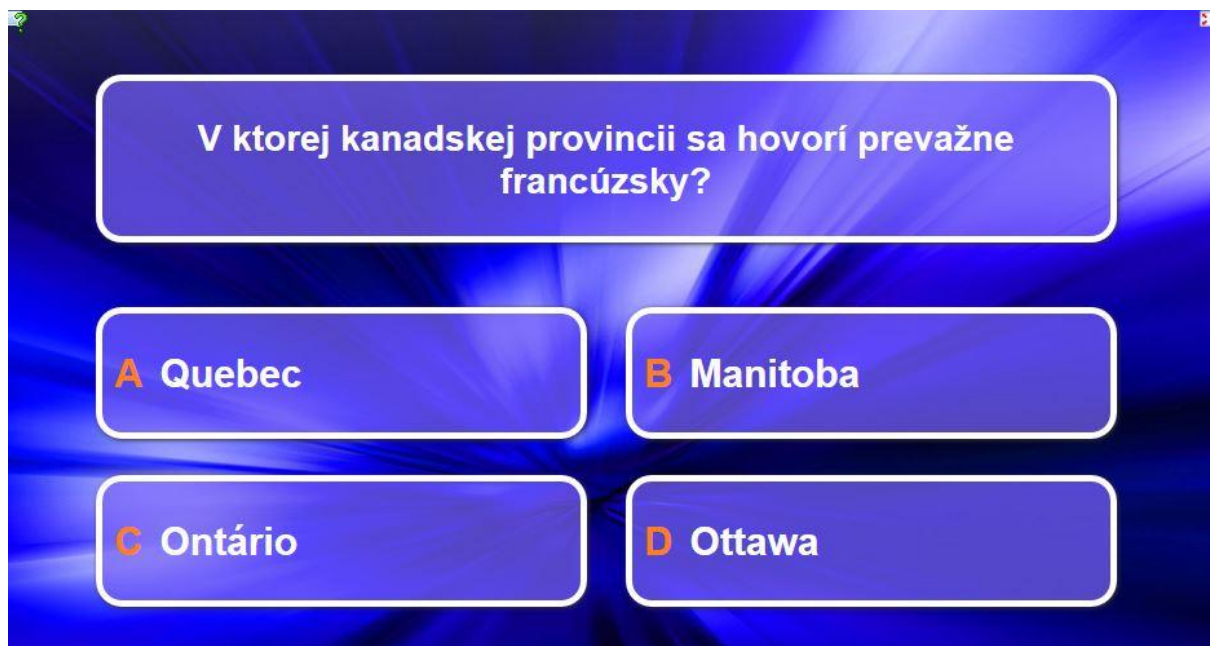 V ktorej kanadskej provincii sa hovorí prevažne
francúzsky?
A Quebec
B Manitoba
C Ontário
D Ottawa